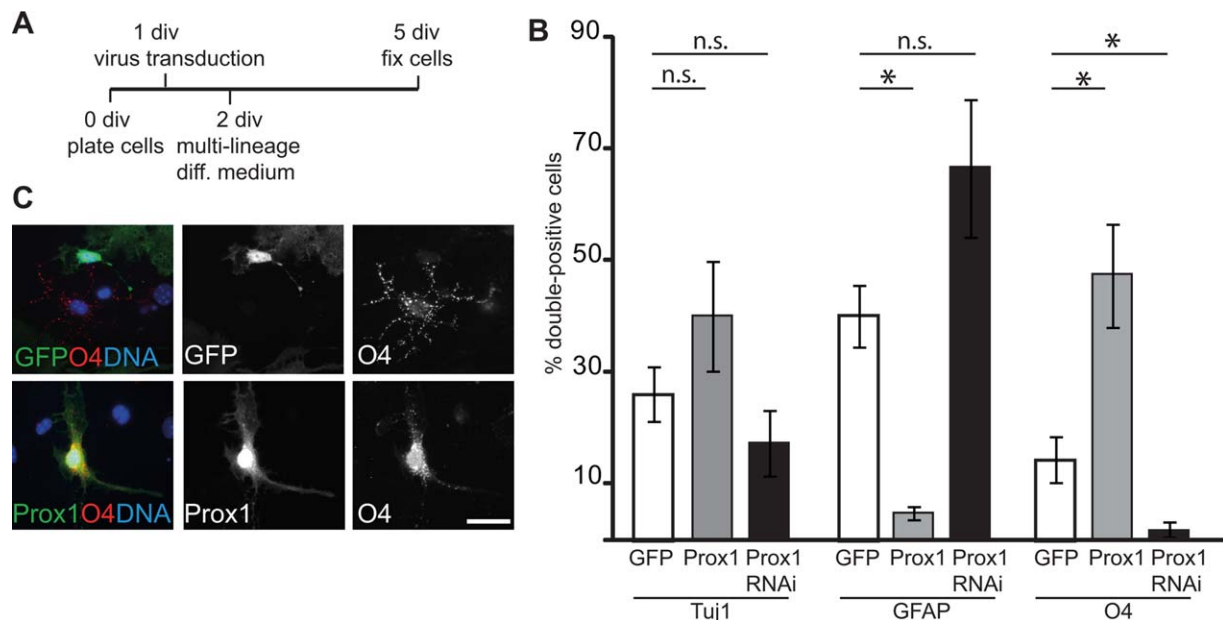 A
1 div
virus transduction
5 div
fix cells
0 div
plate cells
2 div
multi-lineage
diff. medium
C
GFPO4DNA
GFP
O4
Prox1O4DNA
Prox1
O4
B
% double-positive cells
90
70
50
30
10
n.s.
n.s.
n.s.
*
*
*
GFP Prox1 Prox1
RNAi
Tuj1
GFP Prox1 Prox1
RNAi
GFAP
GFP Prox1 Prox1
RNAi
O4